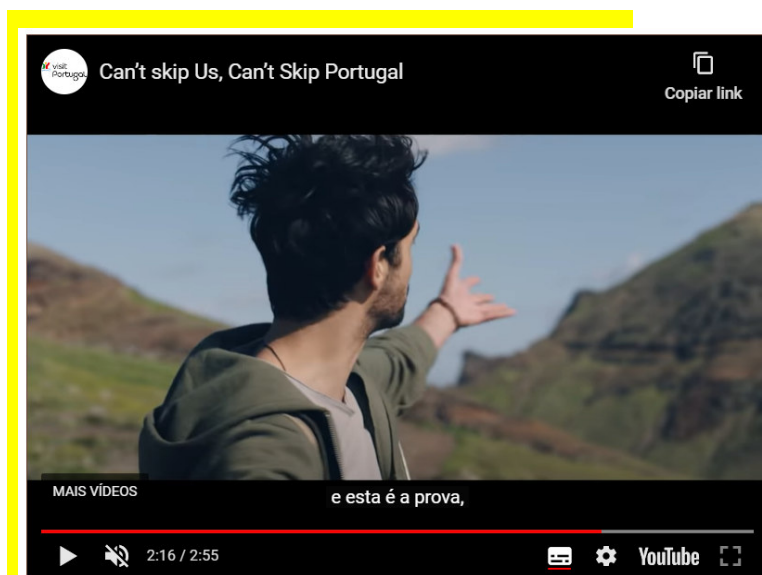 visit
Portugal
Can't skip Us, Can't Skip Portugal
Copiar link
MAIS VÍDEOS
e esta é a prova,
2:16 / 2:55
YouTube